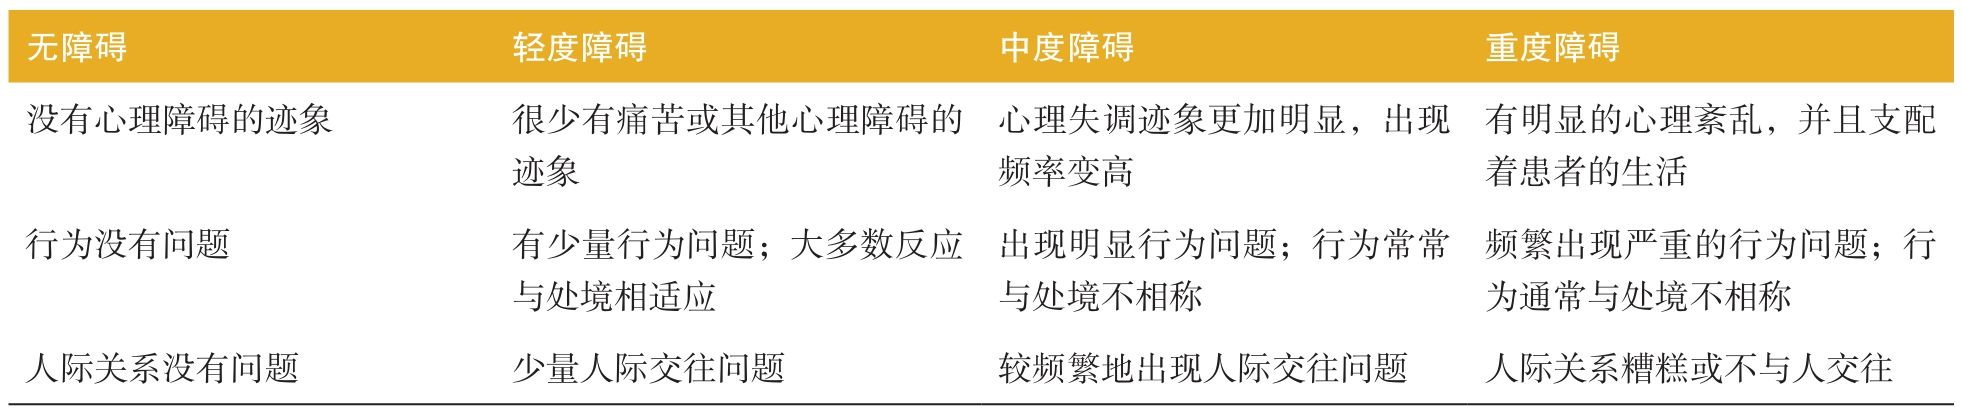 无障碍
轻度障碍
中度障碍
重度障碍
没有心理障碍的迹象
很少有痛苦或其他心理障碍的
迹象
心理失调迹象更加明显，出现
频率变高
有明显的心理紊乱，并且支配
着患者的生活
行为没有问题
有少量行为问题；大多数反应
与处境相适应
出现明显行为问题；行为常常
与处境不相称
频繁出现严重的行为问题；行
为通常与处境不相称
人际关系没有问题
少量人际交往问题
较频繁地出现人际交往问题
人际关系糟糕或不与人交往